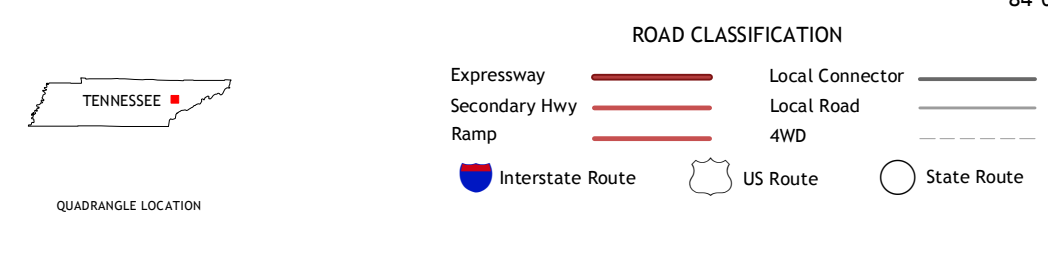 ROAD CLASSIFICATION
Expressway
Local Connector
TENNESSEE
Secondary Hwy
Local Road
Ramp
4WD
Interstate Route
US Route
State Route
QUADRANGLE LOCATION